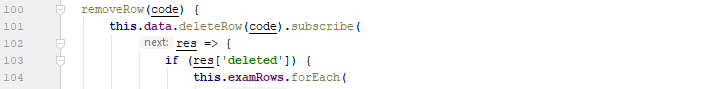 100 removeRow(code) {
101 this.data.deleteRow(code).subscribe(
102 next: res => {
103 if (res['deleted']) {
104 this.examRows.forEach(